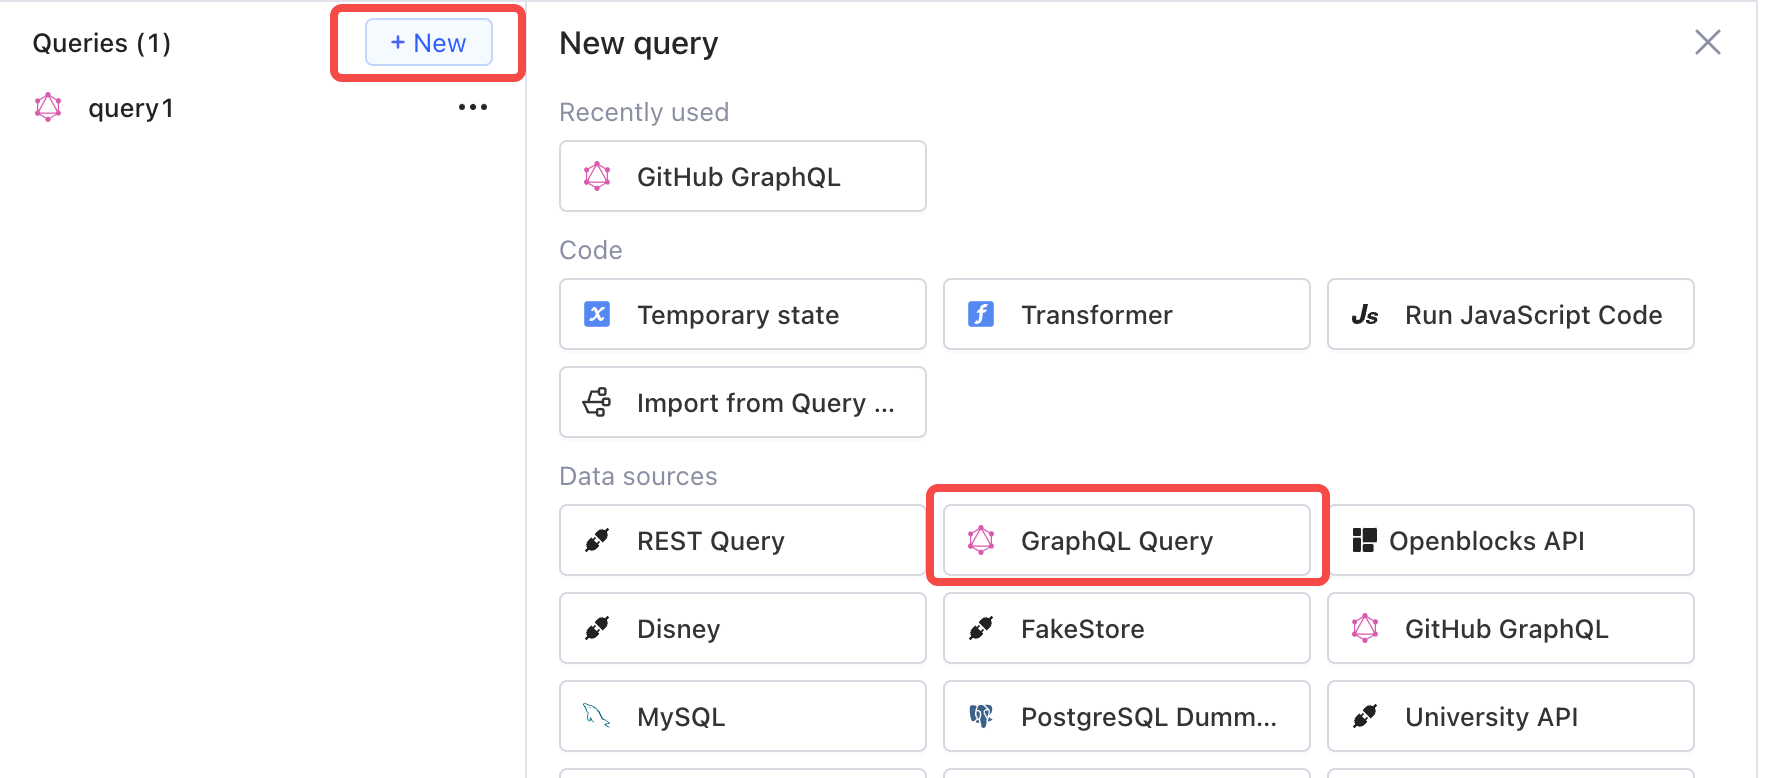 Queries (1)
+ New
query1
New query
Recently used
GitHub GraphQL
Code
Temporary state
Transformer
Js Run JavaScript Code
Import from Query ...
Data sources
REST Query
GraphQL Query
Openblocks API
Disney
FakeStore
GitHub GraphQL
MySQL
PostgreSQL Dumm...
University API